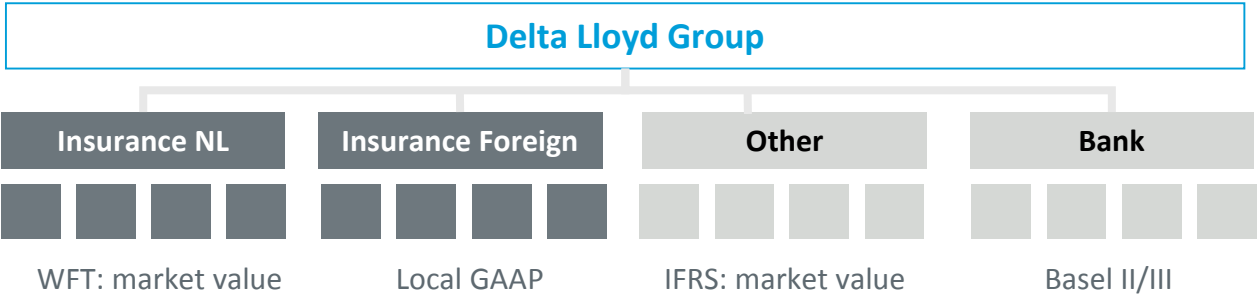 Delta Lloyd Group
Insurance NL
Insurance Foreign
Other
Bank
WFT: market value
Local GAAP
IFRS: market value
Basel II/III